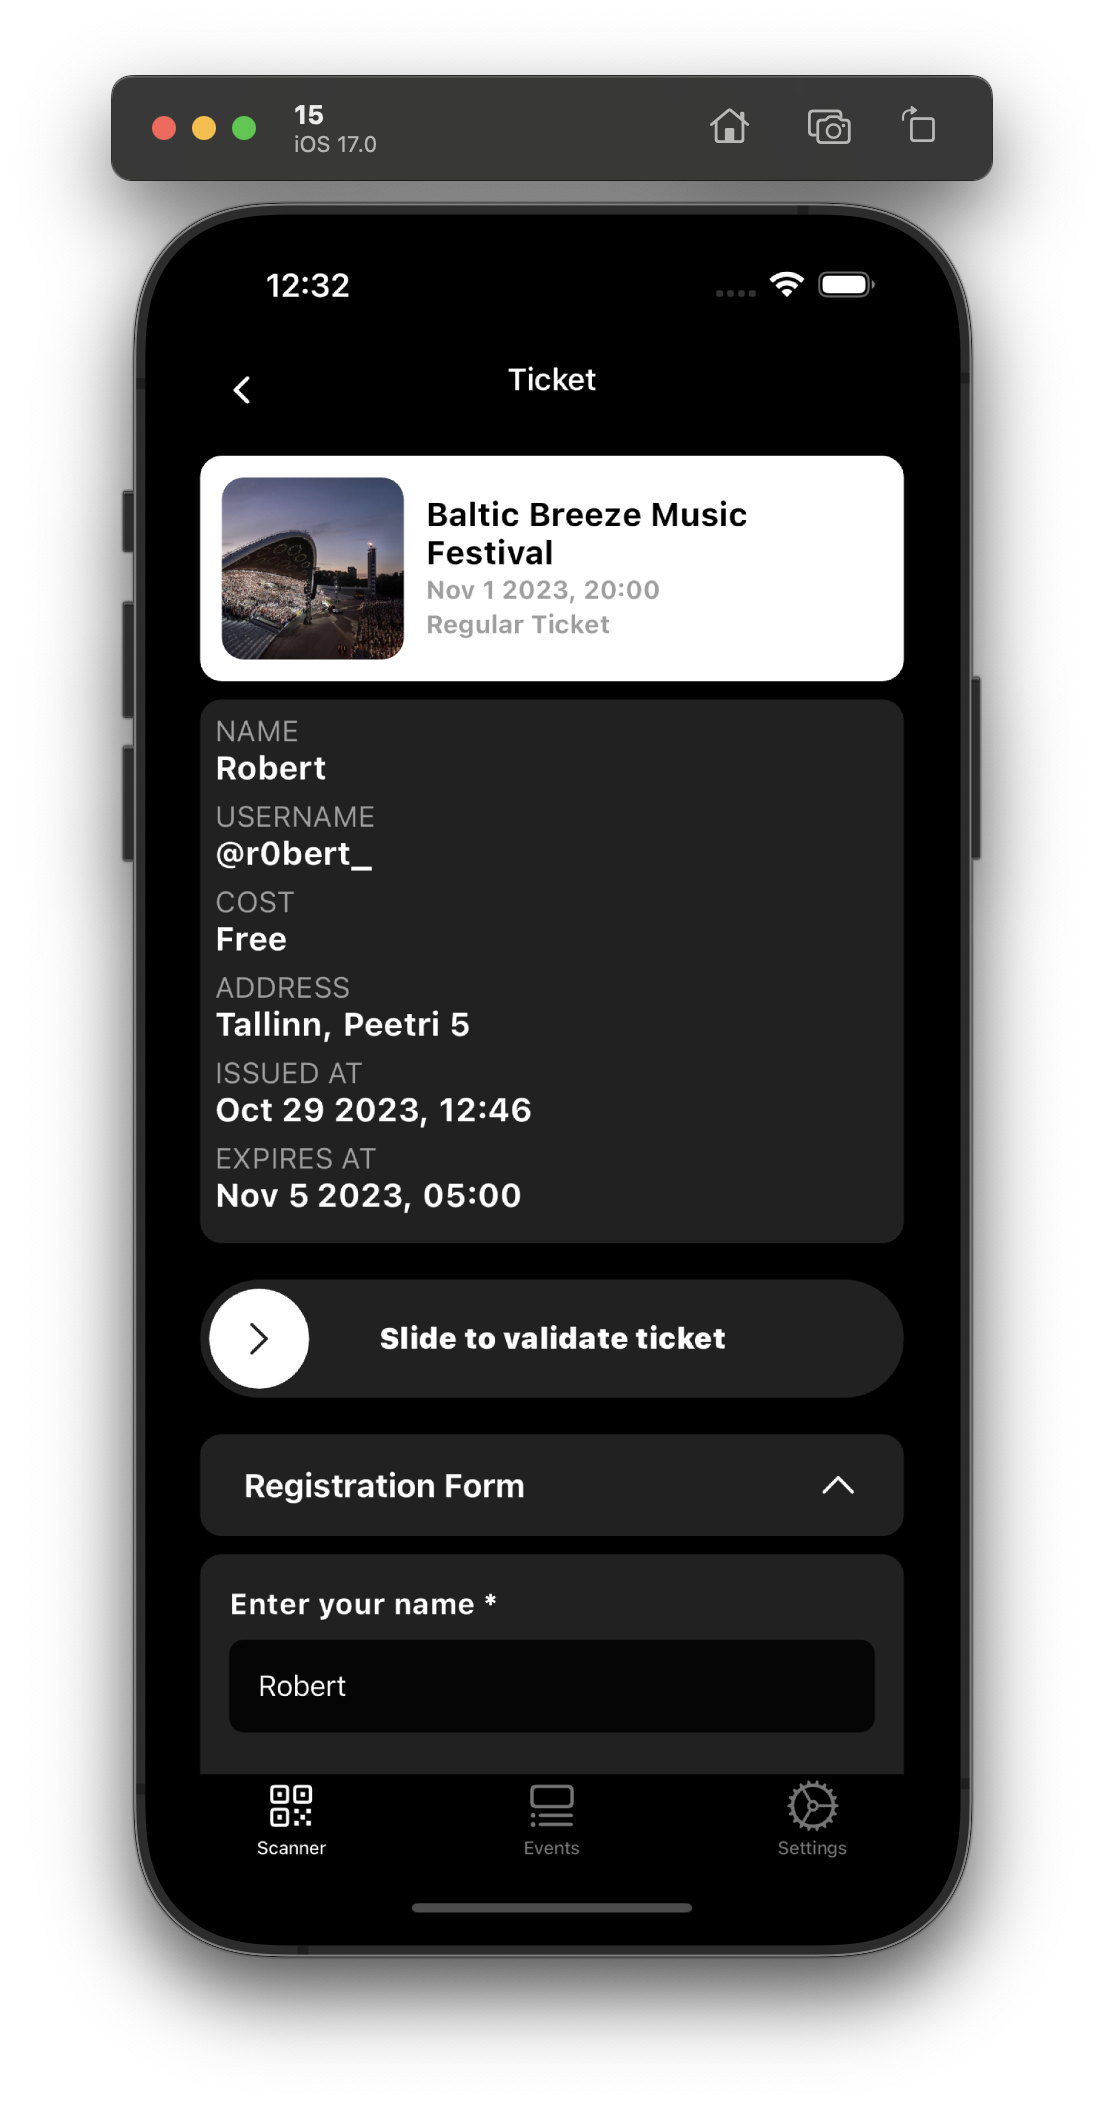 15
iOS 17.0
12:32
Ticket
Baltic Breeze Music
Festival
Nov 1 2023, 20:00
Regular Ticket
NAME
Robert
USERNAME
@r0bert_
COST
Free
ADDRESS
Tallinn, Peetri 5
ISSUED AT
Oct 29 2023, 12:46
EXPIRES AT
Nov 5 2023, 05:00
Slide to validate ticket
Registration Form
Enter your name *
Robert
Scanner
Events
Settings